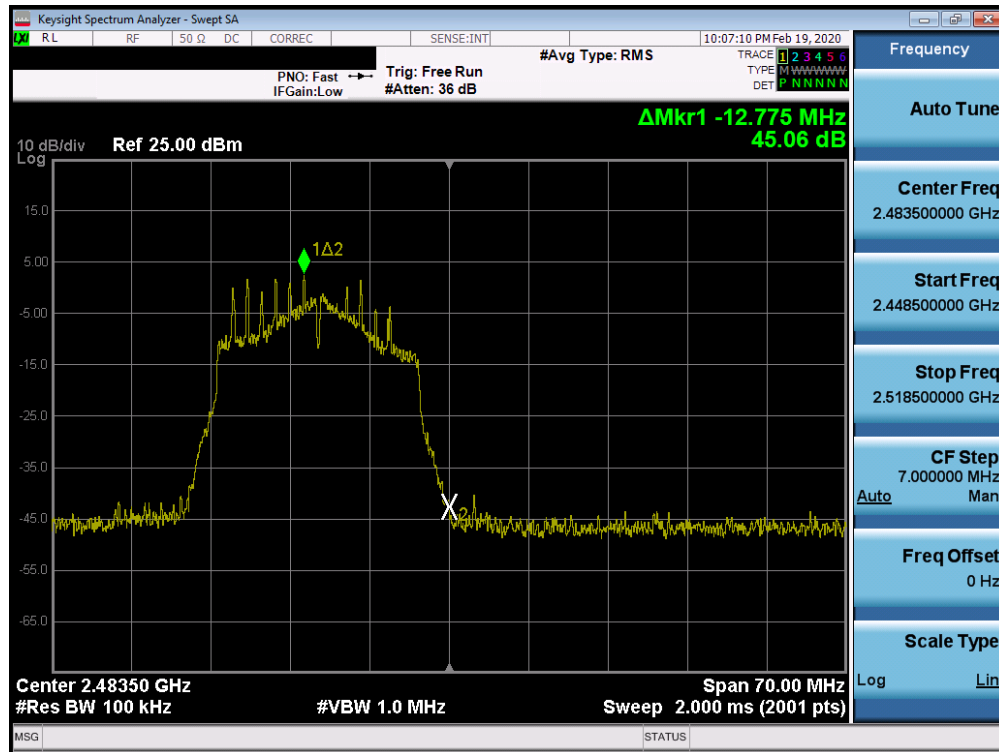 Keysight Spectrum Analyzer - Swept SA
LXI RL RF 50 Ω DC CORREC SENSE:INT 10:07:10 PM Feb 19, 2020
#Avg Type: RMS TRACE 1 2 3 4 5 6
PNO: Fast Trig: Free Run TYPE M WWWWW
IFGain:Low #Atten: 36 dB DET P N N N N N
ΔMkr1 -12.775 MHz
45.06 dB
10 dB/div Ref 25.00 dBm
Log
15.0
5.00
1Δ2
-5.00
-15.0
-25.0
-35.0
-45.0
2
-55.0
-65.0
Center 2.48350 GHz Span 70.00 MHz
#Res BW 100 kHz #VBW 1.0 MHz Sweep 2.000 ms (2001 pts)
MSG STATUS
Frequency
Auto Tune
Center Freq
2.483500000 GHz
Start Freq
2.448500000 GHz
Stop Freq
2.518500000 GHz
CF Step
7.000000 MHz
Auto Man
Freq Offset
0 Hz
Scale Type
Log Lin